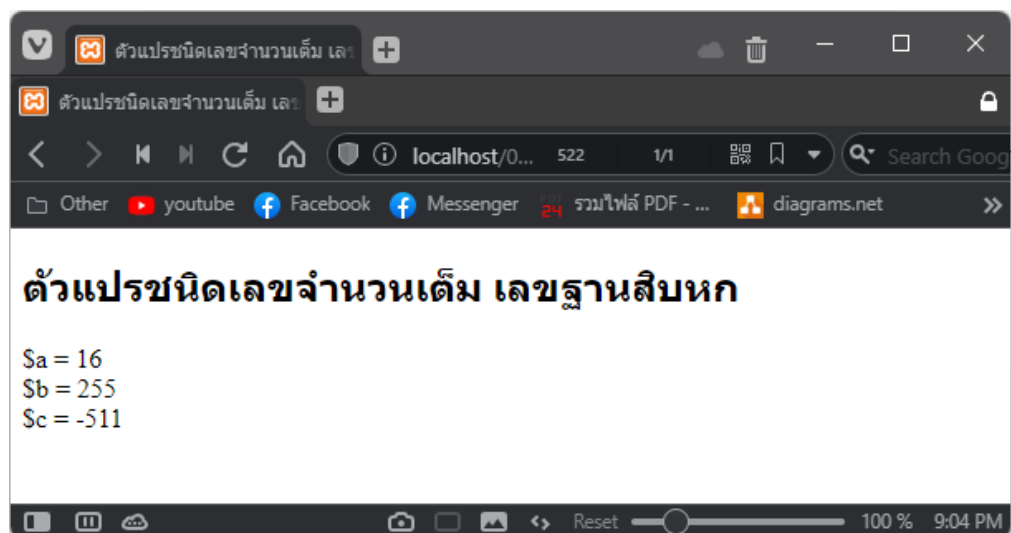 ตัวแปรชนิดเลขจำนวนเต็ม เลข
ตัวแปรชนิดเลขจำนวนเต็ม เลข
localhost/0... 522 1/1 Search Goog
Other youtube Facebook Messenger รวมไฟล์ PDF - ... diagrams.net
ตัวแปรชนิดเลขจำนวนเต็ม เลขฐานสิบหก
$a = 16
$b = 255
$c = -511
Reset 100 % 9:04 PM